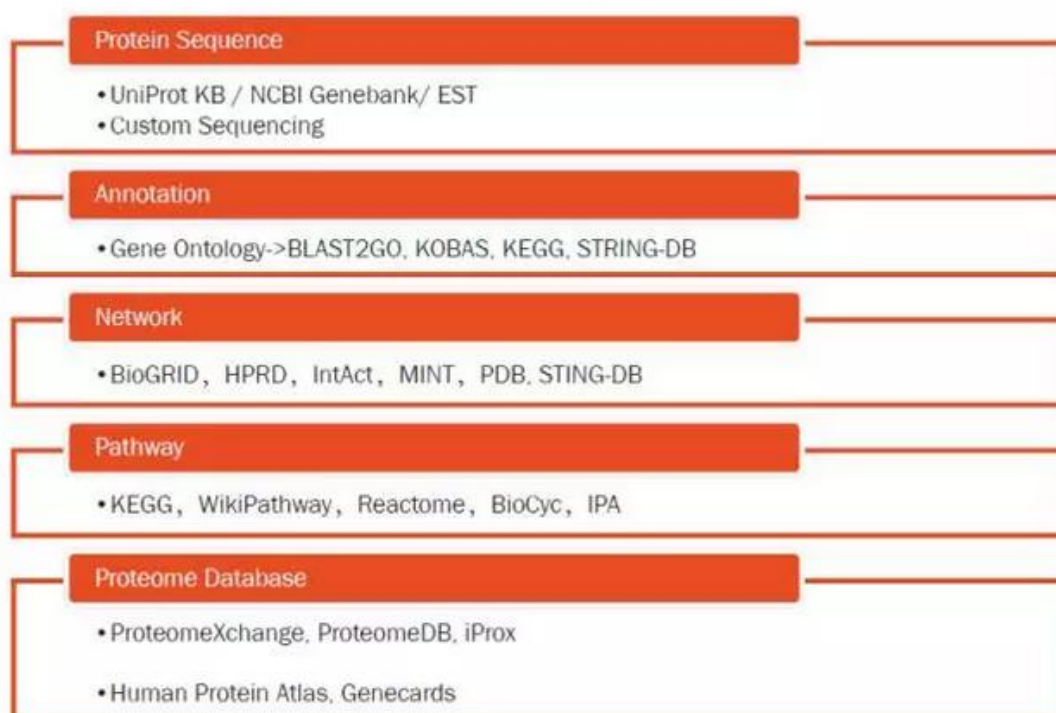 Protein Sequence
•UniProt KB / NCBI Genebank/ EST
•Custom Sequencing
Annotation
•Gene Ontology->BLAST2GO, KOBAS, KEGG, STRING-DB
Network
•BioGRID，HPRD，IntAct，MINT，PDB, STING-DB
Pathway
•KEGG，WikiPathway，Reactome，BioCyc，IPA
Proteome Database
•ProteomeXchange, ProteomeDB, iProx
•Human Protein Atlas, Genecards